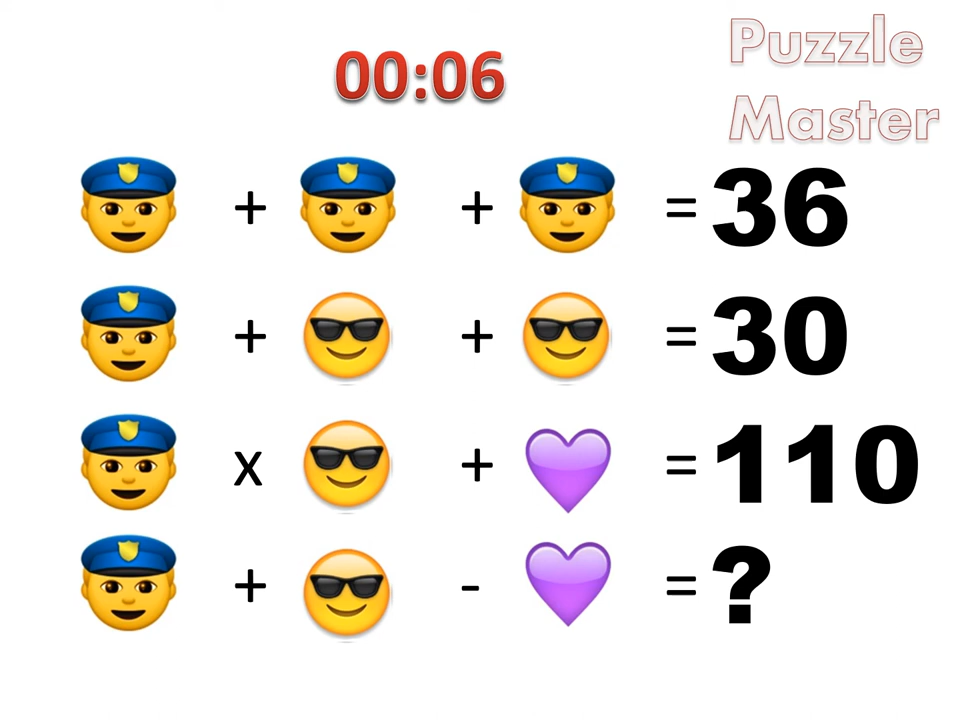 Puzzle
Master
00:06
+ + = 36
+ + = 30
x + = 110
+ - = ?